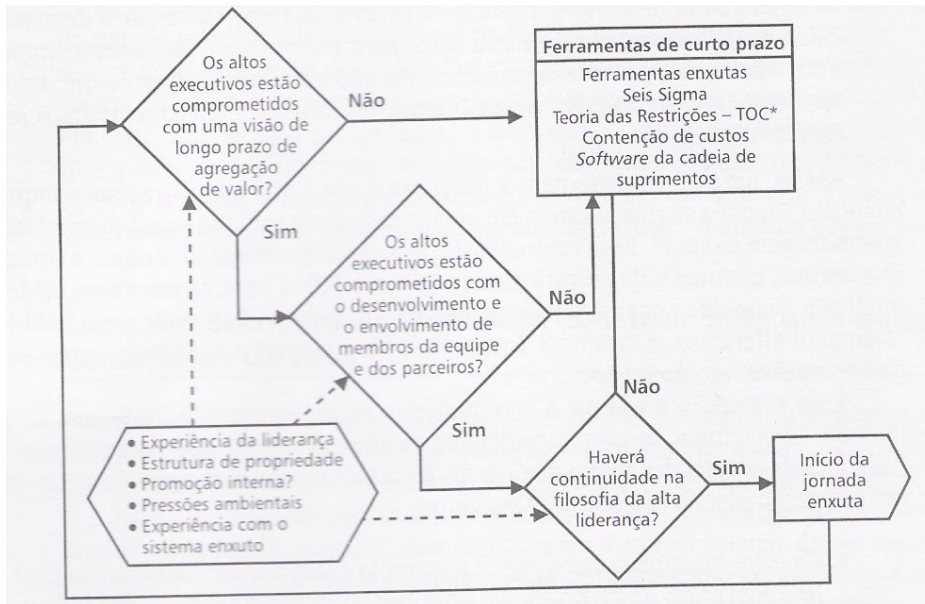 Os altos
executivos estão
comprometidos
com uma visão de
longo prazo de
agregação
de valor?
Não
Sim
Ferramentas de curto prazo
Ferramentas enxutas
Seis Sigma
Teoria das Restrições – TOC*
Contenção de custos
Software da cadeia de
suprimentos
Os altos
executivos estão
comprometidos com
o desenvolvimento e
o envolvimento de
membros da equipe
e dos parceiros?
Não
Sim
• Experiência da liderança
• Estrutura de propriedade
• Promoção interna?
• Pressões ambientais
• Experiência com o
sistema enxuto
Não
Haverá
continuidade na
filosofia da alta
liderança?
Sim
Início da
jornada
enxuta